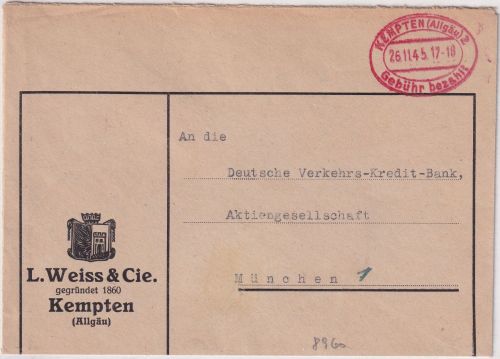 KEMPTEN (Allgäu) 2
26.11.45.17-18
Gebühr bezahlt
An die
Deutsche Verkehrs-Kredit-Bank,
Aktiengesellschaft
München 1
L. Weiss & Cie.
gegründet 1860
Kempten
(Allgäu)